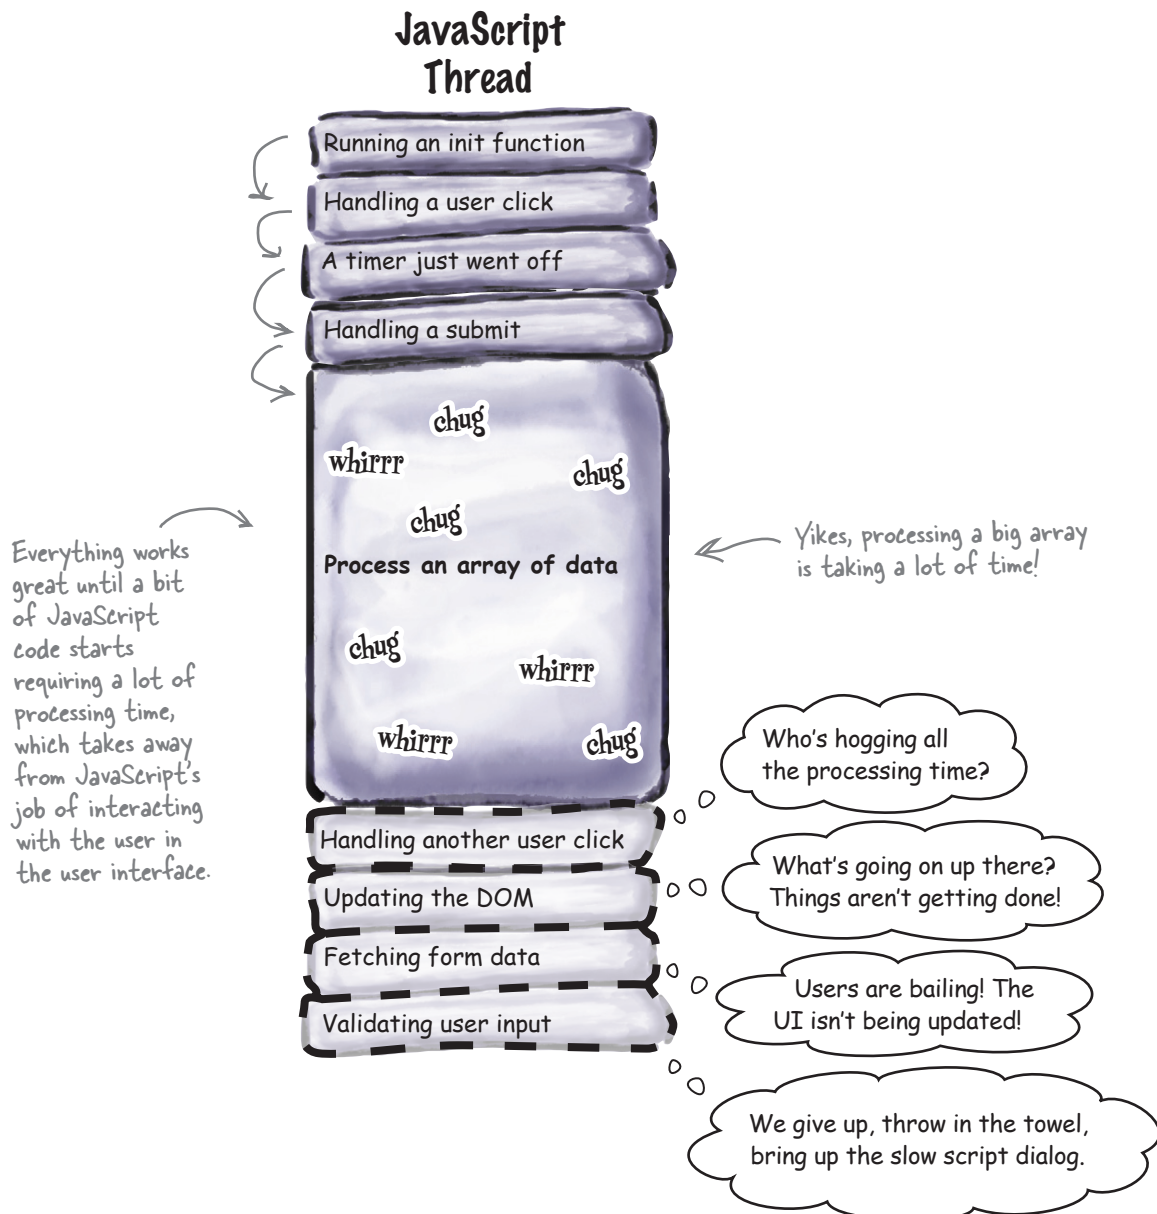 JavaScript
Thread
Running an init function
Handling a user click
A timer just went off
Handling a submit
chug
whirrr
chug
chug
Process an array of data
chug
whirrr
whirrr
chug
Everything works
great until a bit
of JavaScript
code starts
requiring a lot of
processing time,
which takes away
from JavaScript's
job of interacting
with the user in
the user interface.
Yikes, processing a big array
is taking a lot of time!
Handling another user click
Updating the DOM
Fetching form data
Validating user input
Who's hogging all
the processing time?
What's going on up there?
Things aren't getting done!
Users are bailing! The
UI isn't being updated!
We give up, throw in the towel,
bring up the slow script dialog.